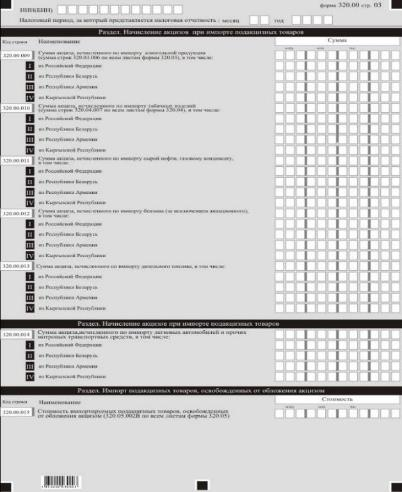 форма 320.00 стр. 03
ИИН(БИН)
Налоговый период, за который представляется налоговая отчетность : месяц год
Раздел. Начисление акцизов при импорте подакцизных товаров
Код строки Наименование Сумма
320.00.009 Сумма акциза, исчисленного по импорту алкогольной продукции
(сумма строк 320.03.006 по всем листам формы 320.03), в том числе:
I из Российской Федерации
II из Республики Беларусь
III из Республики Армения
IV из Кыргызской Республики
320.00.010 Сумма акциза, исчисленного по импорту табачных изделий
(сумма строк 320.04.007 по всем листам формы 320.04), в том числе:
I из Российской Федерации
II из Республики Беларусь
III из Республики Армения
IV из Кыргызской Республики
320.00.011 Сумма акциза, исчисленного по импорту сырой нефти, газовому конденсату,
в том числе:
I из Российской Федерации
II из Республики Беларусь
III из Республики Армения
IV из Кыргызской Республики
320.00.012 Сумма акциза, исчисленного по импорту бензина (за исключением авиационного),
в том числе:
I из Российской Федерации
II из Республики Беларусь
III из Республики Армения
IV из Кыргызской Республики
320.00.013 Сумма акциза, исчисленного по импорту дизельного топлива, в том числе:
I из Российской Федерации
II из Республики Беларусь
III из Республики Армения
IV из Кыргызской Республики
Раздел. Начисление акцизов при импорте подакцизных товаров
320.00.014 Сумма акциза,исчисленного по импорту легковых автомобилей и прочих
моторных транспортных средств, в том числе:
I из Российской Федерации
II из Республики Беларусь
III из Республики Армения
IV из Кыргызской Республики
Раздел. Импорт подакцизных товаров, освобожденных от обложения акцизом
Код строки Наименование Стоимость
320.00.015 Стоимость импортируемых подакцизных товаров, освобожденных
от обложения акцизом (320.05.002В по всем листам формы 320.05)